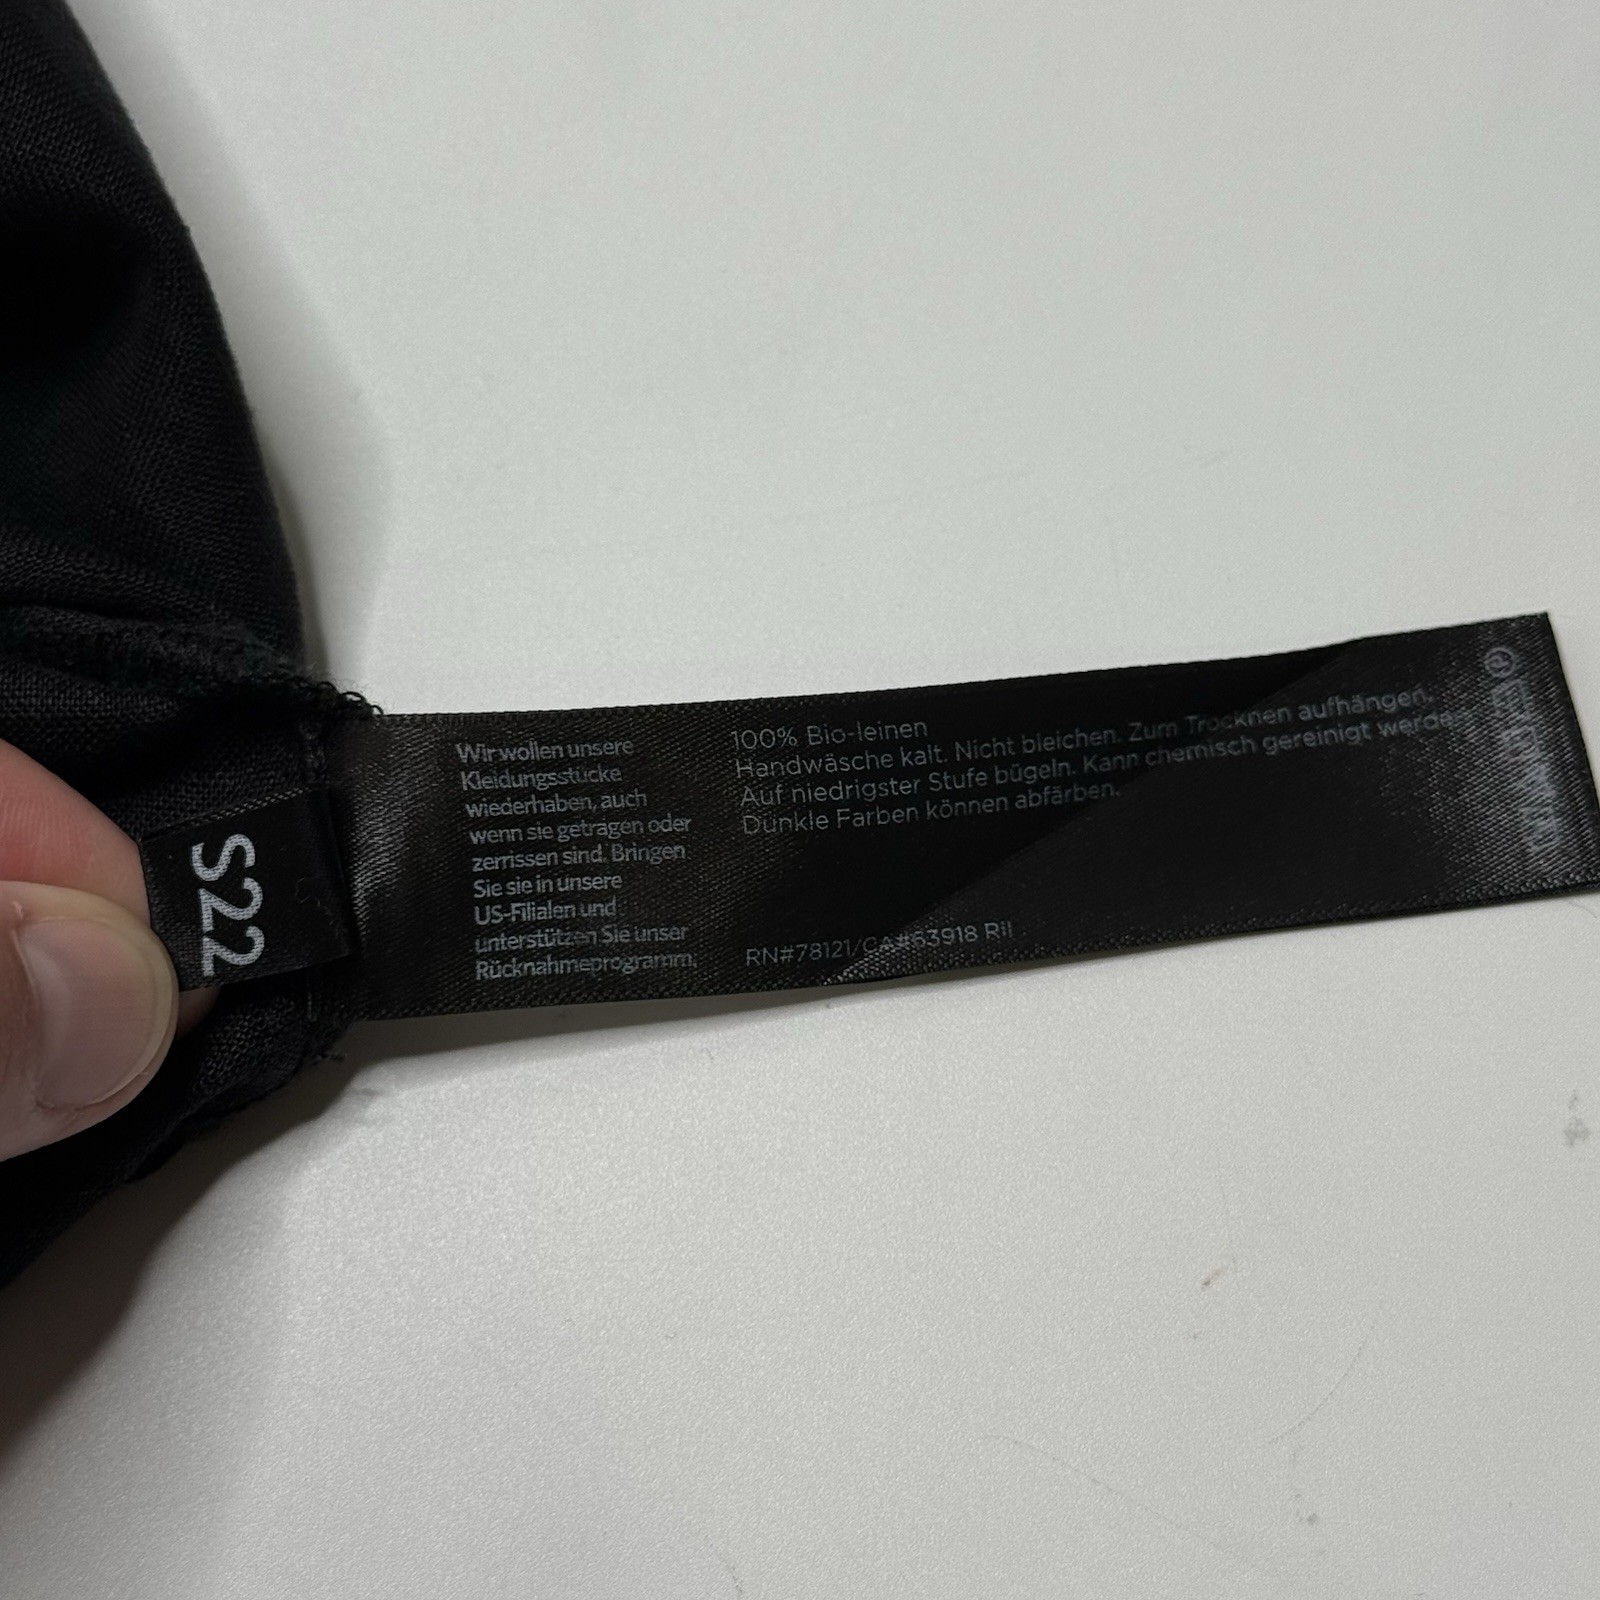 S22
Wir wollen unsere
Kleidungsstücke
wiederhaben, auch
wenn sie getragen oder
zerrissen sind. Bringen
Sie sie in unsere
US-Filialen und
unterstützen Sie unser
Rücknahmeprogramm.
100% Bio-leinen
Handwäsche kalt. Nicht bleichen. Zum Trocknen aufhängen.
Auf niedrigster Stufe bügeln. Kann chemisch gereinigt werden
Dunkle Farben können abfärben.
RN#78121/CA#63918 RII